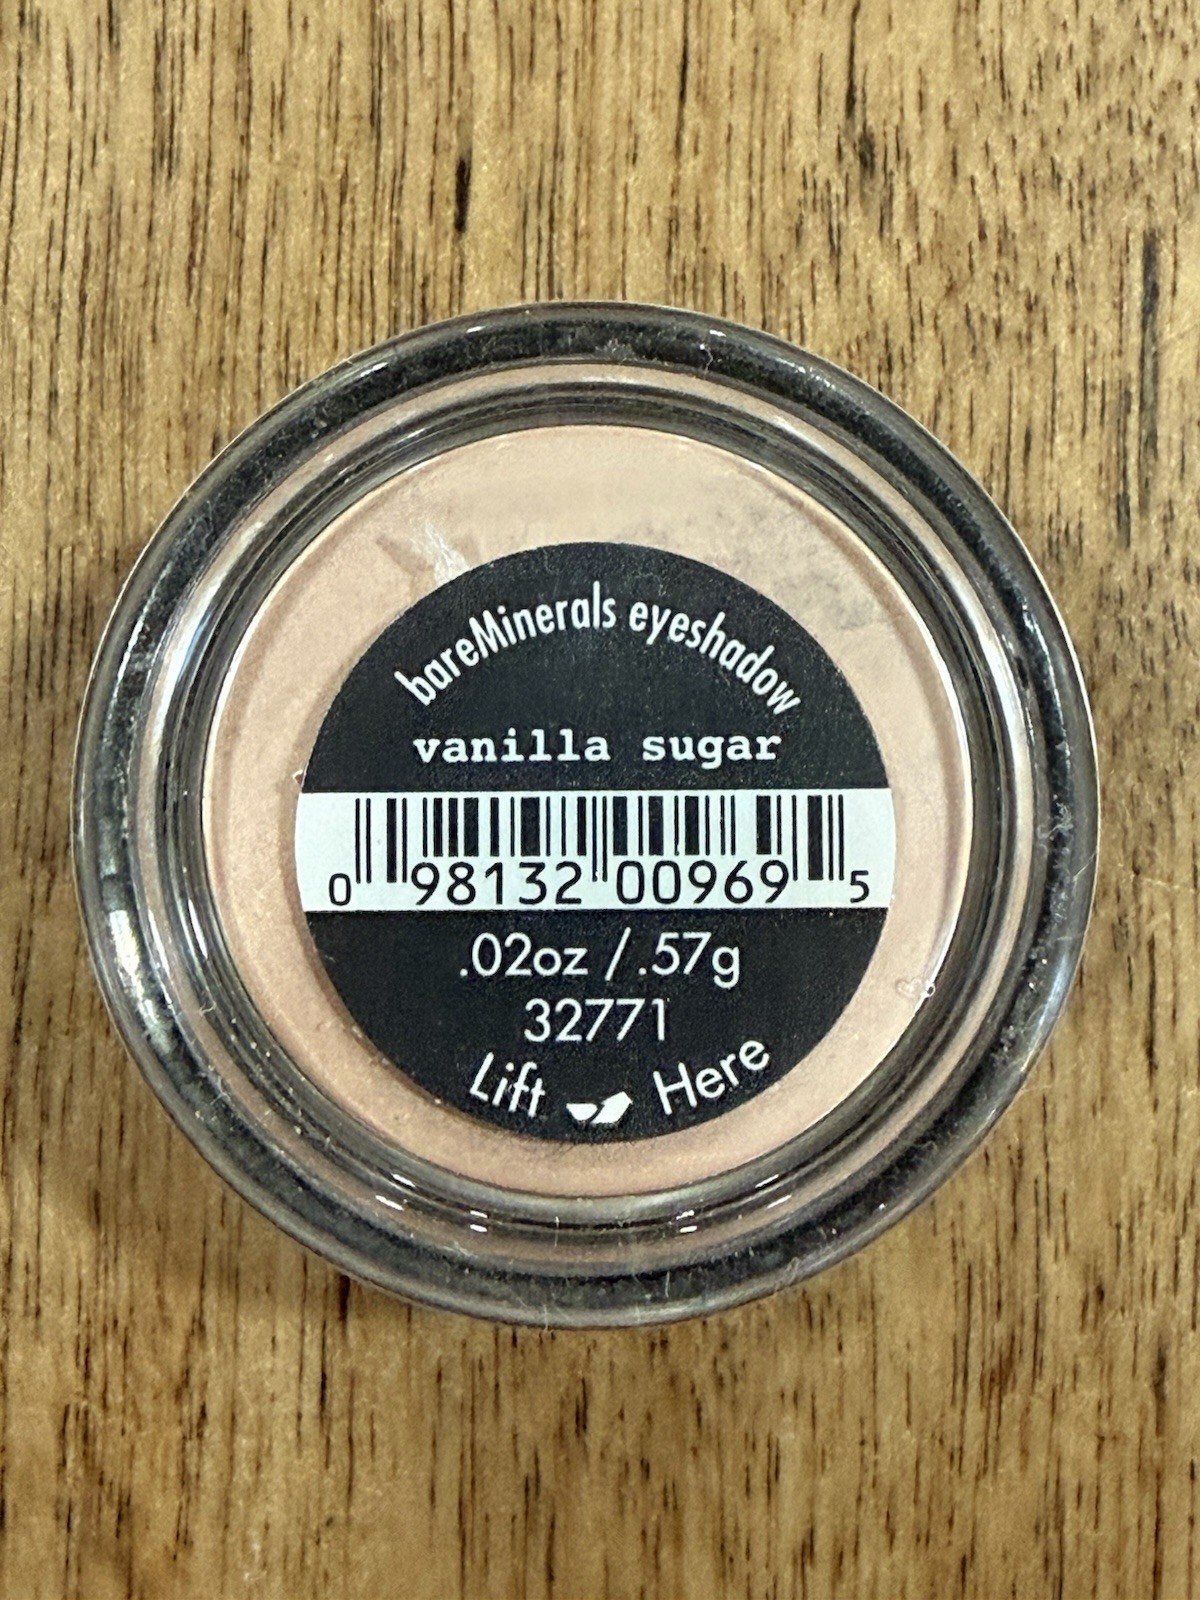 bareMinerals eyeshadow
vanilla sugar
0 98132 00969 5
.02oz / .57g
32771
Lift Here